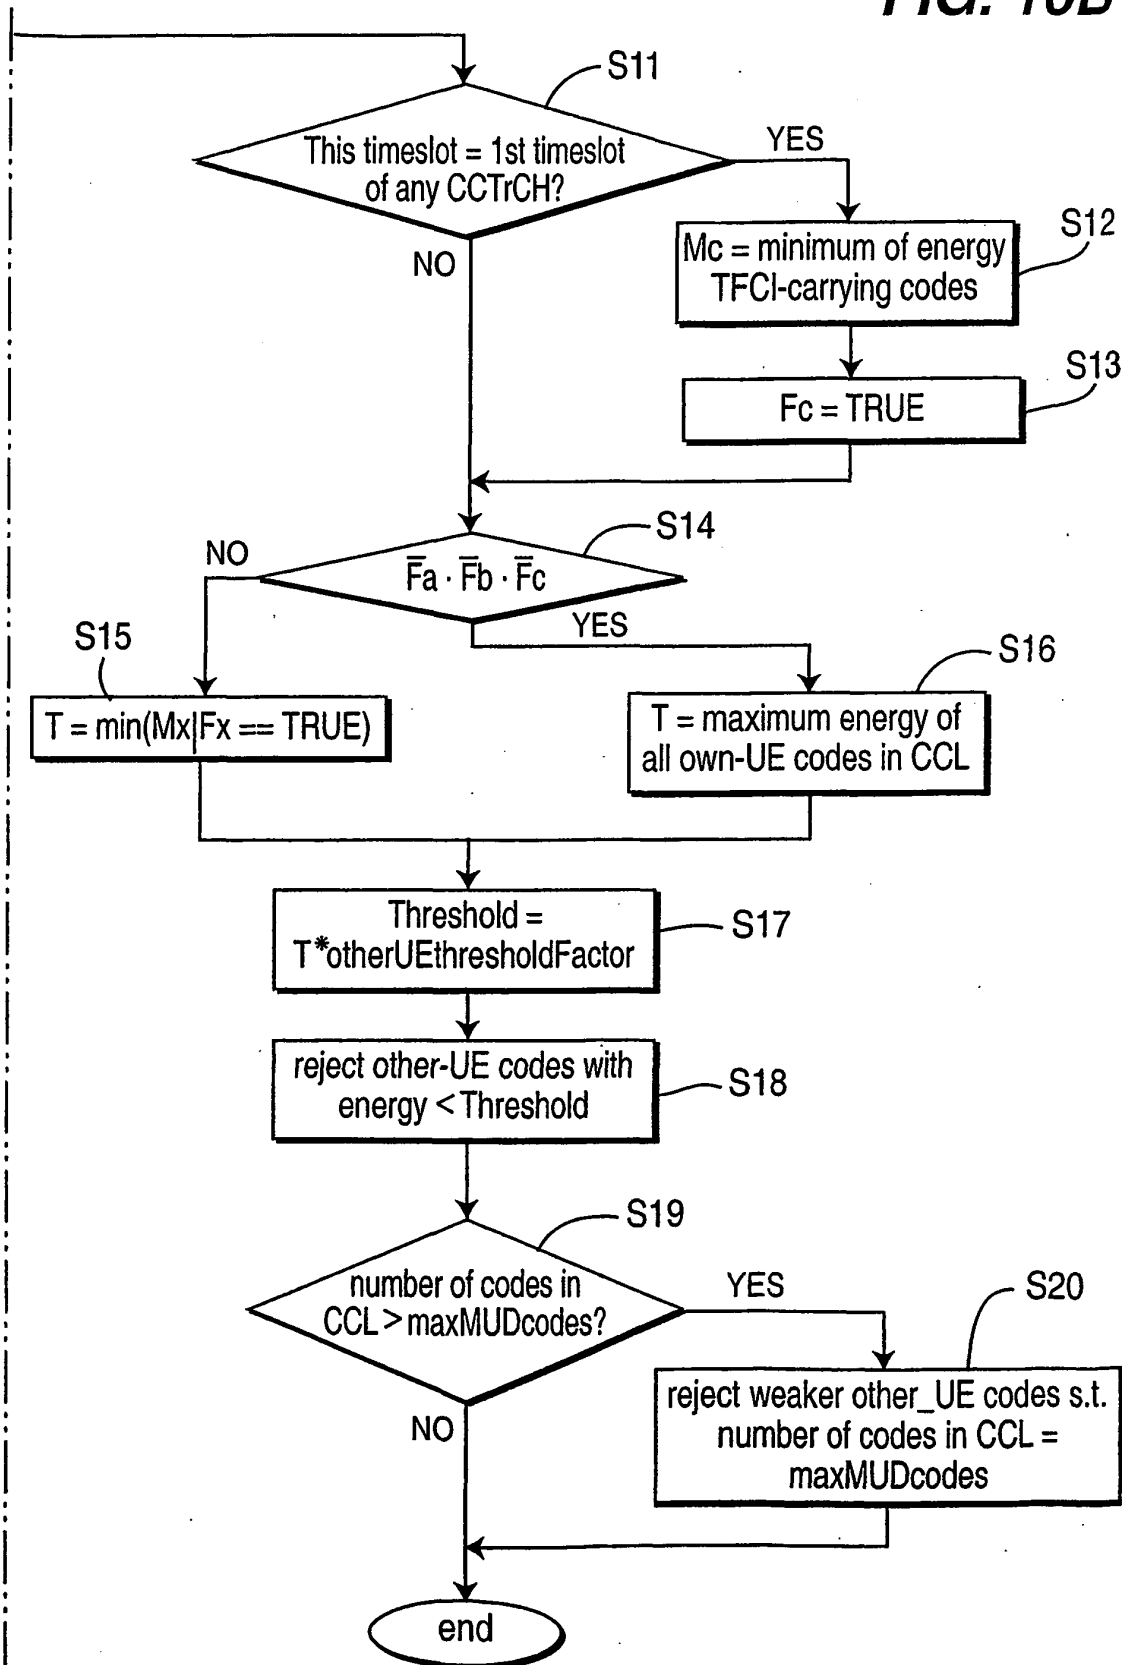 FIG. 10B
S11
This timeslot = 1st timeslot
of any CCTrCH?
YES
NO
S12
Mc = minimum of energy
TFCI-carrying codes
S13
Fc = TRUE
S14
F̅a · F̅b · F̅c
NO
YES
S15
T = min(Mx|Fx == TRUE)
S16
T = maximum energy of
all own-UE codes in CCL
Threshold =
T*otherUEthresholdFactor
S17
reject other-UE codes with
energy < Threshold
S18
S19
number of codes in
CCL > maxMUDcodes?
YES
NO
S20
reject weaker other_UE codes s.t.
number of codes in CCL =
maxMUDcodes
end